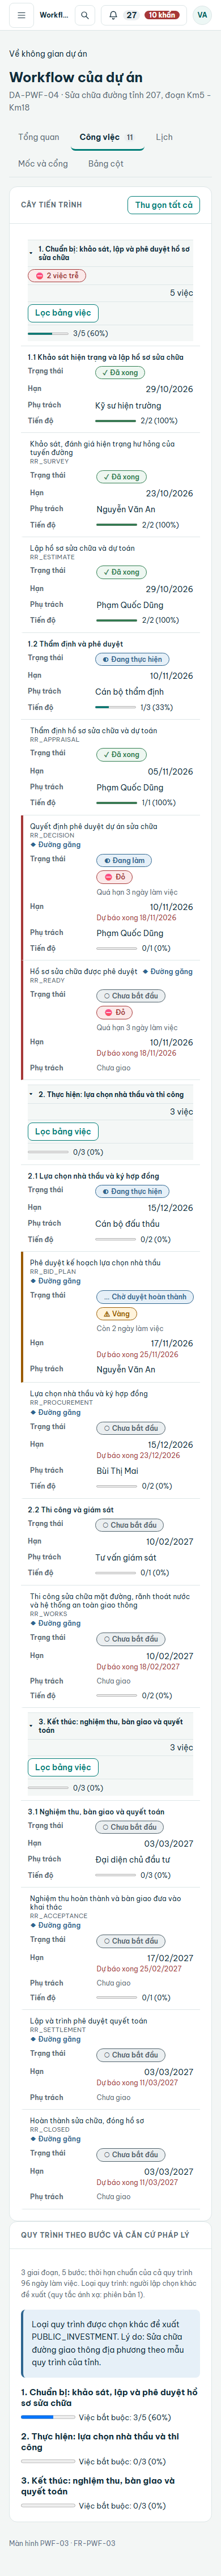 Workfl...
27
10 khẩn
VA
Về không gian dự án
Workflow của dự án
DA-PWF-04 · Sửa chữa đường tỉnh 207, đoạn Km5 -
Km18
Tổng quan
Công việc 11
Lịch
Mốc và cổng
Bảng cột
CÂY TIẾN TRÌNH
Thu gọn tất cả
1. Chuẩn bị: khảo sát, lập và phê duyệt hồ sơ
sửa chữa
⛔ 2 việc trễ
5 việc
Lọc bảng việc
3/5 (60%)
1.1 Khảo sát hiện trạng và lập hồ sơ sửa chữa
Trạng thái
✓ Đã xong
Hạn
29/10/2026
Phụ trách
Kỹ sư hiện trường
Tiến độ
2/2 (100%)
Khảo sát, đánh giá hiện trạng hư hỏng của
tuyến đường
RR_SURVEY
Trạng thái
✓ Đã xong
Hạn
23/10/2026
Phụ trách
Nguyễn Văn An
Tiến độ
2/2 (100%)
Lập hồ sơ sửa chữa và dự toán
RR_ESTIMATE
Trạng thái
✓ Đã xong
Hạn
29/10/2026
Phụ trách
Phạm Quốc Dũng
Tiến độ
2/2 (100%)
1.2 Thẩm định và phê duyệt
Trạng thái
◐ Đang thực hiện
Hạn
10/11/2026
Phụ trách
Cán bộ thẩm định
Tiến độ
1/3 (33%)
Thẩm định hồ sơ sửa chữa và dự toán
RR_APPRAISAL
Trạng thái
✓ Đã xong
Hạn
05/11/2026
Phụ trách
Phạm Quốc Dũng
Tiến độ
1/1 (100%)
Quyết định phê duyệt dự án sửa chữa
RR_DECISION
◆ Đường găng
Trạng thái
◐ Đang làm
⛔ Đỏ
Quá hạn 3 ngày làm việc
Hạn
10/11/2026
Dự báo xong 18/11/2026
Phụ trách
Phạm Quốc Dũng
Tiến độ
0/1 (0%)
Hồ sơ sửa chữa được phê duyệt ◆ Đường găng
RR_READY
Trạng thái
○ Chưa bắt đầu
⛔ Đỏ
Quá hạn 3 ngày làm việc
Hạn
10/11/2026
Dự báo xong 18/11/2026
Phụ trách
Chưa giao
2. Thực hiện: lựa chọn nhà thầu và thi công
3 việc
Lọc bảng việc
0/3 (0%)
2.1 Lựa chọn nhà thầu và ký hợp đồng
Trạng thái
◐ Đang thực hiện
Hạn
15/12/2026
Phụ trách
Cán bộ đấu thầu
Tiến độ
0/2 (0%)
Phê duyệt kế hoạch lựa chọn nhà thầu
RR_BID_PLAN
◆ Đường găng
Trạng thái
… Chờ duyệt hoàn thành
⚠ Vàng
Còn 2 ngày làm việc
Hạn
17/11/2026
Dự báo xong 25/11/2026
Phụ trách
Nguyễn Văn An
Lựa chọn nhà thầu và ký hợp đồng
RR_PROCUREMENT
◆ Đường găng
Trạng thái
○ Chưa bắt đầu
Hạn
15/12/2026
Dự báo xong 23/12/2026
Phụ trách
Bùi Thị Mai
Tiến độ
0/2 (0%)
2.2 Thi công và giám sát
Trạng thái
○ Chưa bắt đầu
Hạn
10/02/2027
Phụ trách
Tư vấn giám sát
Tiến độ
0/1 (0%)
Thi công sửa chữa mặt đường, rãnh thoát nước
và hệ thống an toàn giao thông
RR_WORKS
◆ Đường găng
Trạng thái
○ Chưa bắt đầu
Hạn
10/02/2027
Dự báo xong 18/02/2027
Phụ trách
Chưa giao
Tiến độ
0/2 (0%)
3. Kết thúc: nghiệm thu, bàn giao và quyết
toán
3 việc
Lọc bảng việc
0/3 (0%)
3.1 Nghiệm thu, bàn giao và quyết toán
Trạng thái
○ Chưa bắt đầu
Hạn
03/03/2027
Phụ trách
Đại diện chủ đầu tư
Tiến độ
0/3 (0%)
Nghiệm thu hoàn thành và bàn giao đưa vào
khai thác
RR_ACCEPTANCE
◆ Đường găng
Trạng thái
○ Chưa bắt đầu
Hạn
17/02/2027
Dự báo xong 25/02/2027
Phụ trách
Chưa giao
Tiến độ
0/1 (0%)
Lập và trình phê duyệt quyết toán
RR_SETTLEMENT
◆ Đường găng
Trạng thái
○ Chưa bắt đầu
Hạn
03/03/2027
Dự báo xong 11/03/2027
Phụ trách
Chưa giao
Hoàn thành sửa chữa, đóng hồ sơ
RR_CLOSED
◆ Đường găng
Trạng thái
○ Chưa bắt đầu
Hạn
03/03/2027
Dự báo xong 11/03/2027
Phụ trách
Chưa giao
QUY TRÌNH THEO BƯỚC VÀ CĂN CỨ PHÁP LÝ
3 giai đoạn, 5 bước; thời hạn chuẩn của cả quy trình
96 ngày làm việc. Loại quy trình: người lập chọn khác
đề xuất (quy tắc ánh xạ: phiên bản 1).
Loại quy trình được chọn khác đề xuất
PUBLIC_INVESTMENT. Lý do: Sửa chữa
đường giao thông địa phương theo mẫu
quy trình của tỉnh.
1. Chuẩn bị: khảo sát, lập và phê duyệt hồ
sơ sửa chữa
Việc bắt buộc: 3/5 (60%)
2. Thực hiện: lựa chọn nhà thầu và thi
công
Việc bắt buộc: 0/3 (0%)
3. Kết thúc: nghiệm thu, bàn giao và
quyết toán
Việc bắt buộc: 0/3 (0%)
Màn hình PWF-03 · FR-PWF-03